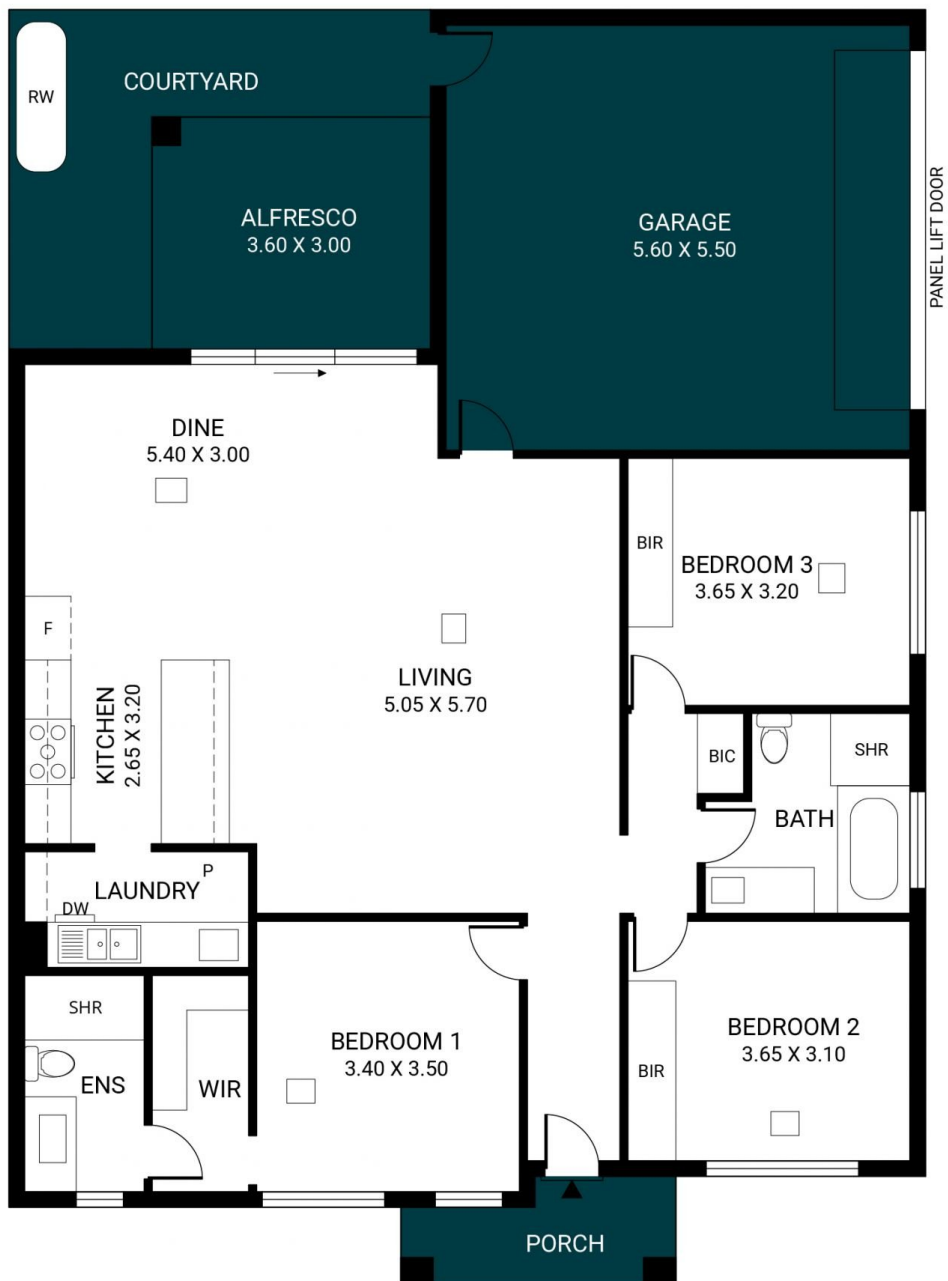 COURTYARD
RW
ALFRESCO
3.60 X 3.00
GARAGE
5.60 X 5.50
PANEL LIFT DOOR
DINE
5.40 X 3.00
BIR
BEDROOM 3
3.65 X 3.20
F
KITCHEN
2.65 X 3.20
LIVING
5.05 X 5.70
BIC
SHR
BATH
P
LAUNDRY
DW
SHR
ENS
WIR
BEDROOM 1
3.40 X 3.50
BEDROOM 2
3.65 X 3.10
BIR
PORCH